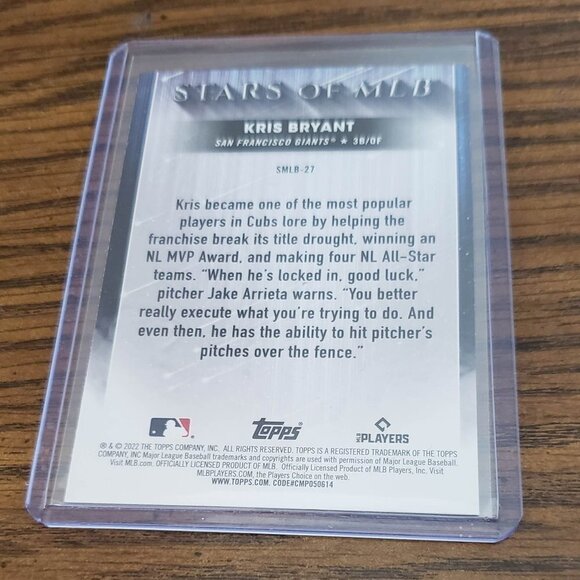 STARS OF MLB
KRIS BRYANT
SAN FRANCISCO GIANTS® ★ 3B/OF
SMLB-27
Kris became one of the most popular
players in Cubs lore by helping the
franchise break its title drought, winning an
NL MVP Award, and making four NL All-Star
teams. "When he's locked in, good luck,"
pitcher Jake Arrieta warns. "You better
really execute what you're trying to do. And
even then, he has the ability to hit pitcher's
pitches over the fence."
topps®
MLB PLAYERS
® & © 2022 THE TOPPS COMPANY, INC. ALL RIGHTS RESERVED. TOPPS IS A REGISTERED TRADEMARK OF THE TOPPS
COMPANY, INC Major League Baseball trademarks and copyrights are used with permission of Major League Baseball.
Visit MLB.com. OFFICIALLY LICENSED PRODUCT OF MLB. Officially Licensed Product of MLB Players, Inc. Visit
MLBPLAYERS.COM, the Players Choice on the web.
WWW.TOPPS.COM. CODE#CMP050614